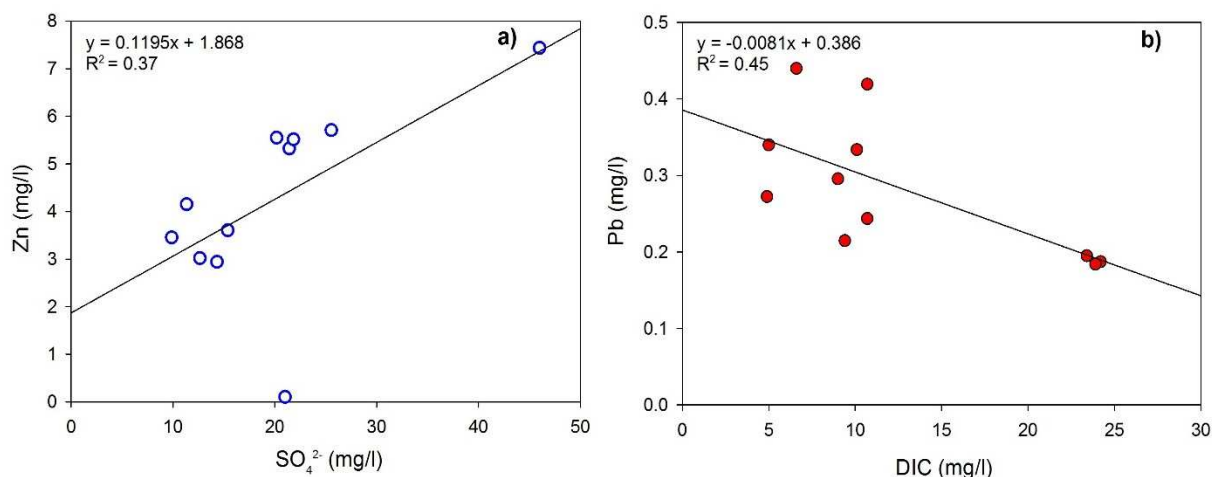 a)
y = 0.1195x + 1.868
R² = 0.37
8
7
6
5
4
3
2
1
0
Zn (mg/l)
0 10 20 30 40 50
SO₄²⁻ (mg/l)
b)
y = -0.0081x + 0.386
R² = 0.45
0.5
0.4
0.3
0.2
0.1
0.0
Pb (mg/l)
0 5 10 15 20 25 30
DIC (mg/l)